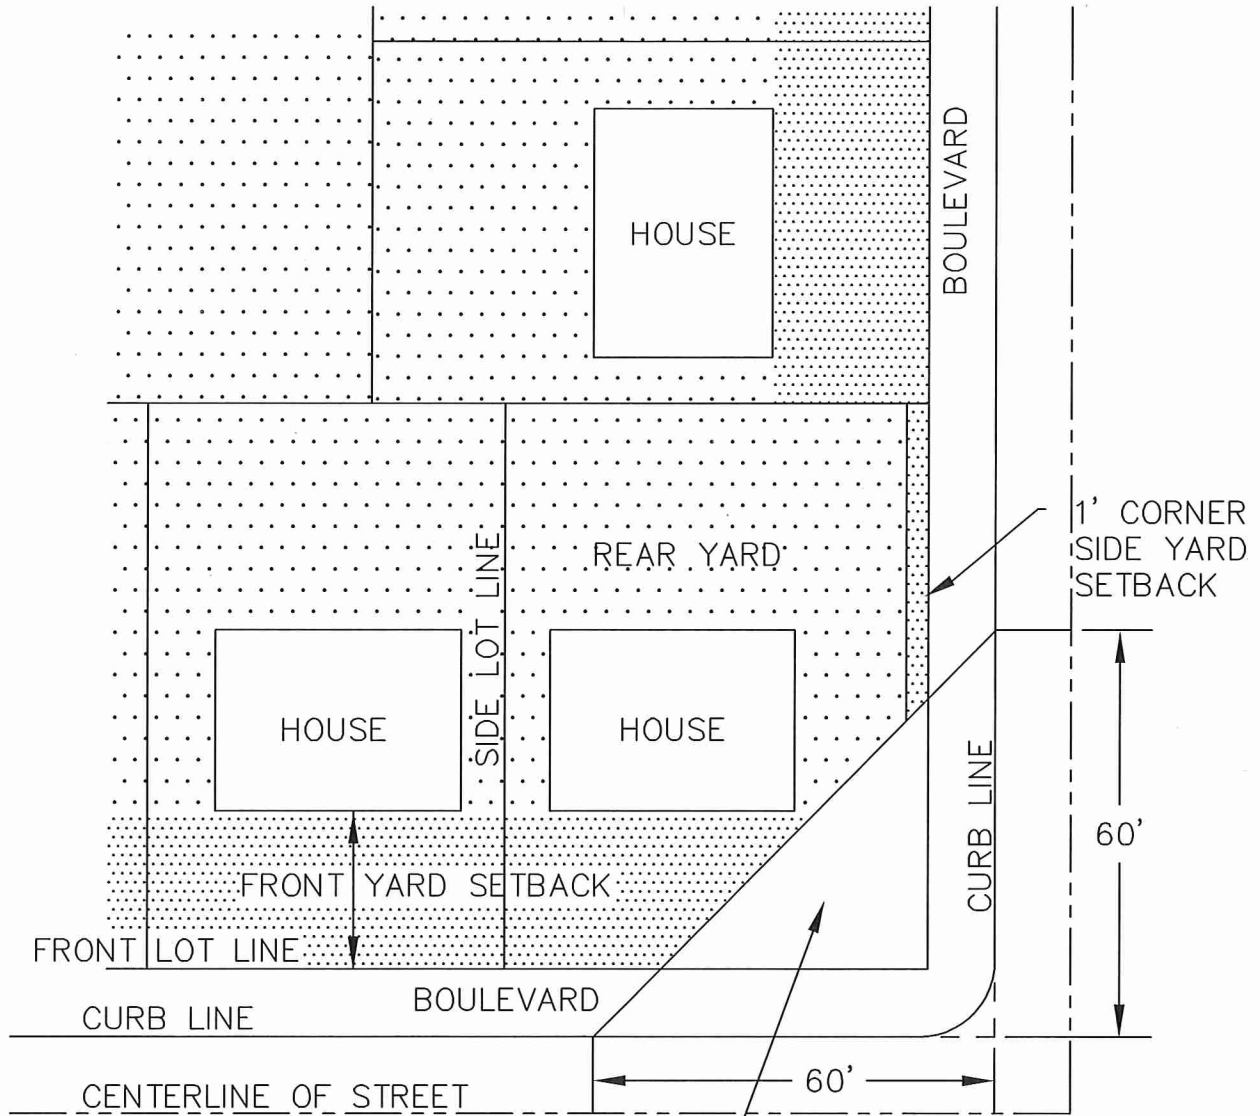 BOULEVARD
HOUSE
1' CORNER
SIDE YARD
SETBACK
REAR YARD
SIDE LOT LINE
HOUSE
HOUSE
CURB LINE
60'
FRONT YARD SETBACK
FRONT LOT LINE
BOULEVARD
CURB LINE
60'
CENTERLINE OF STREET